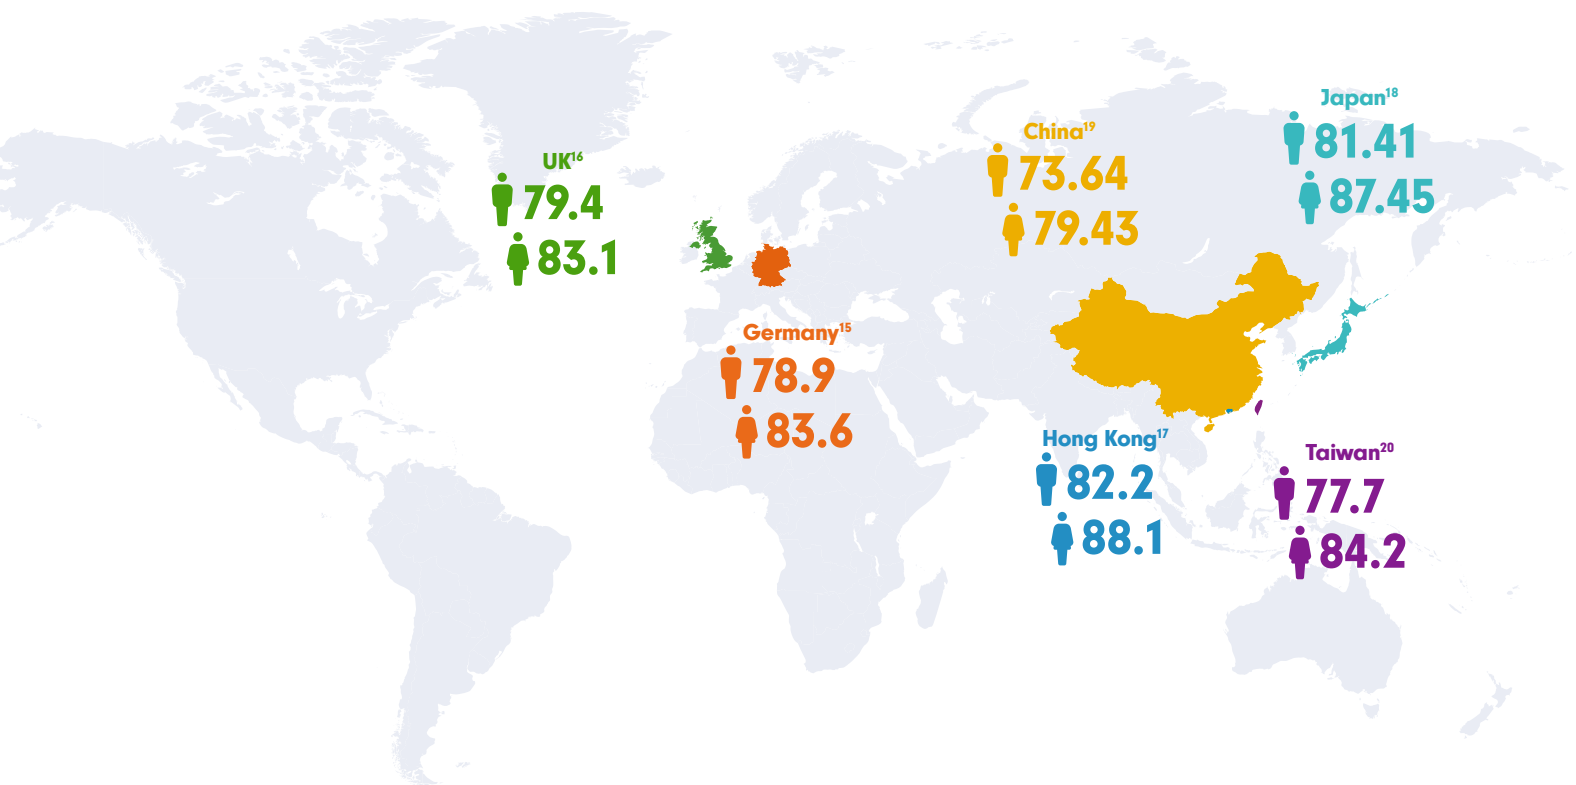 Japan18
81.41
87.45
China19
73.64
79.43
UK16
79.4
83.1
Germany15
78.9
83.6
Hong Kong17
82.2
88.1
Taiwan20
77.7
84.2